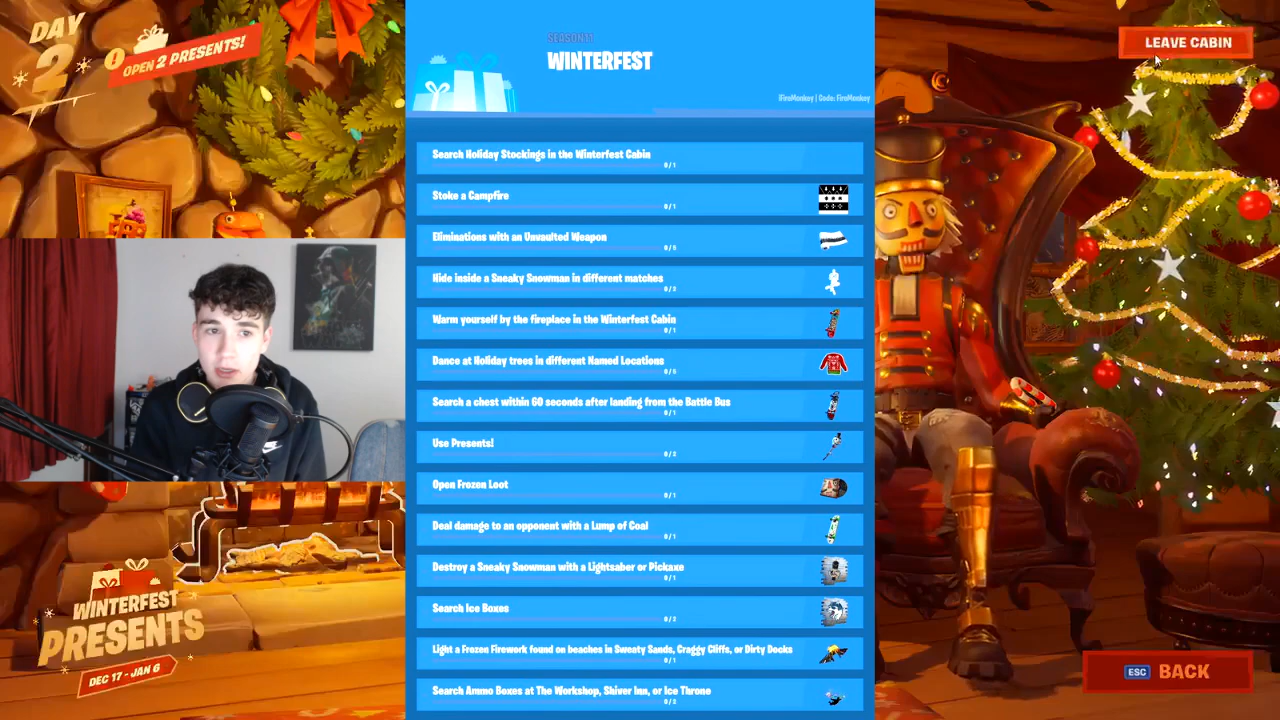 DAY
2
! OPEN 2 PRESENTS!
SEASON11
WINTERFEST
iFireMonkey | Code: FireMonkey
LEAVE CABIN
Search Holiday Stockings in the Winterfest Cabin
0/1
Stoke a Campfire
0/1
Eliminations with an Unvaulted Weapon
0/5
Hide inside a Sneaky Snowman in different matches
0/2
Warm yourself by the fireplace in the Winterfest Cabin
0/1
Dance at Holiday trees in different Named Locations
0/5
Search a chest within 60 seconds after landing from the Battle Bus
0/1
Use Presents!
0/2
Open Frozen Loot
0/1
Deal damage to an opponent with a Lump of Coal
0/1
Destroy a Sneaky Snowman with a Lightsaber or Pickaxe
0/1
Search Ice Boxes
0/2
Light a Frozen Firework found on beaches in Sweaty Sands, Craggy Cliffs, or Dirty Docks
0/1
Search Ammo Boxes at The Workshop, Shiver Inn, or Ice Throne
0/2
WINTERFEST
PRESENTS
DEC 17 - JAN 6
ESC BACK